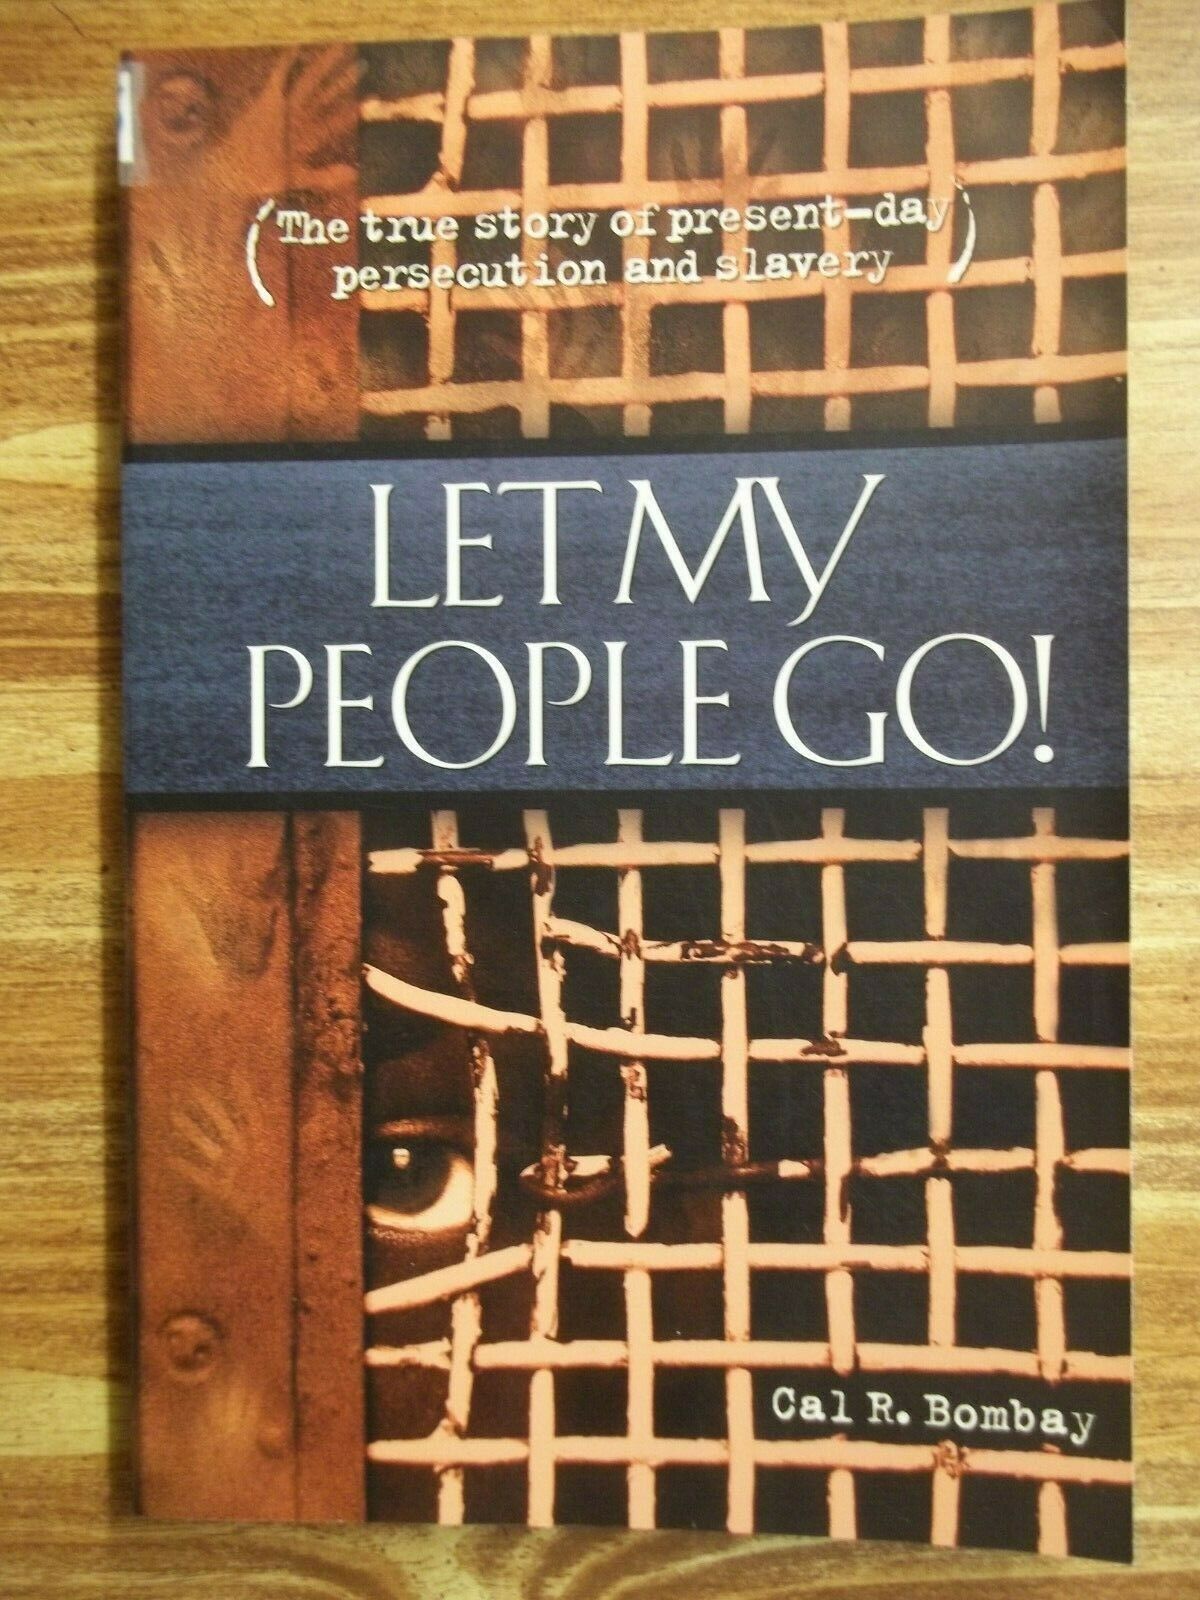 (The true story of present-day
persecution and slavery)
LET MY
PEOPLE GO!
Cal R. Bombay